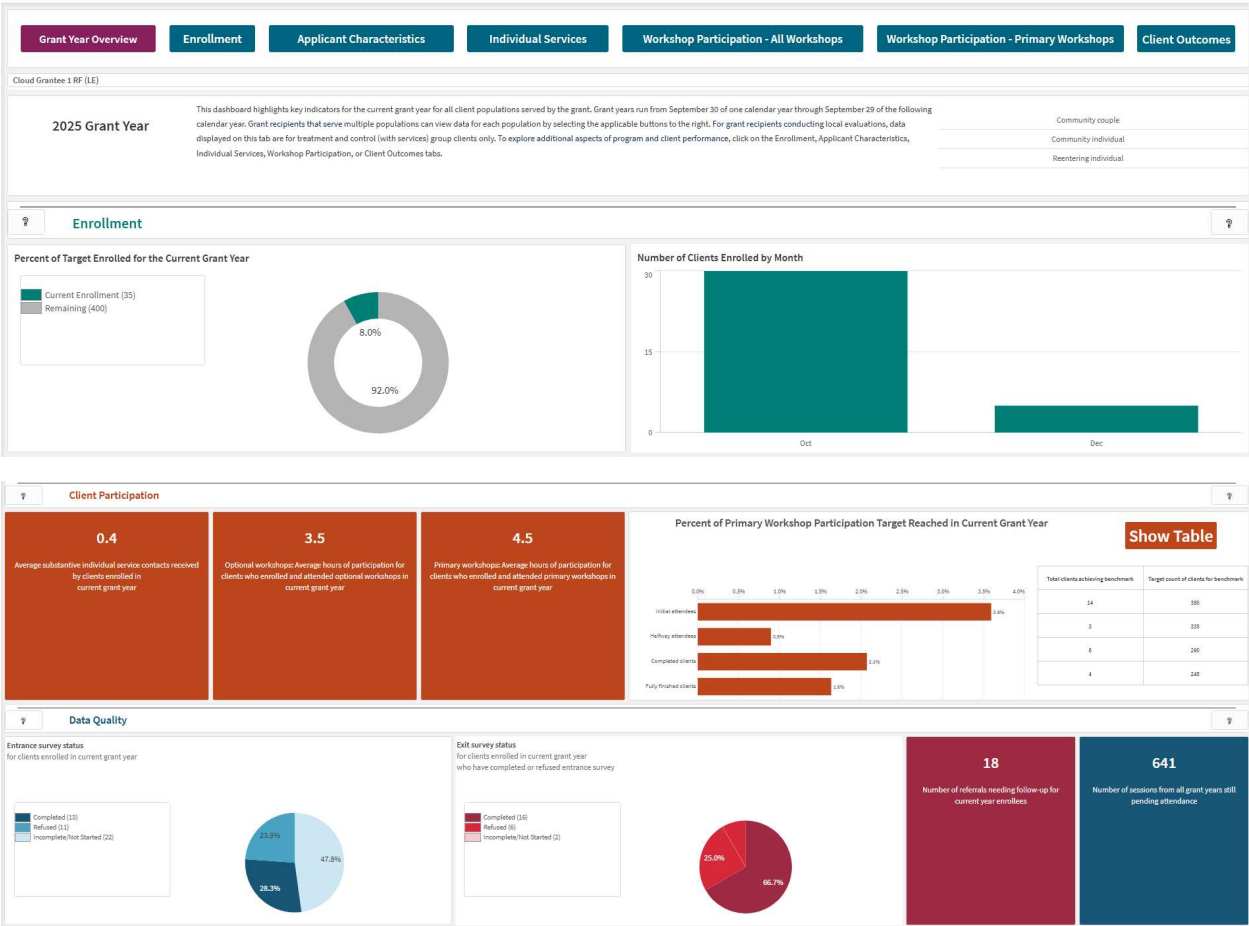 Grant Year Overview
Enrollment
Applicant Characteristics
Individual Services
Workshop Participation - All Workshops
Workshop Participation - Primary Workshops
Client Outcomes
Cloud Grantee 1 RF (LE)
2025 Grant Year
This dashboard highlights key indicators for the current grant year for all client populations served by the grant. Grant years run from September 30 of one calendar year through September 29 of the following
calendar year. Grant recipients that serve multiple populations can view data for each population by selecting the applicable buttons to the right. For grant recipients conducting local evaluations, data
displayed on this tab are for treatment and control (with services) group clients only. To explore additional aspects of program and client performance, click on the Enrollment, Applicant Characteristics,
Individual Services, Workshop Participation, or Client Outcomes tabs.
Community couple
Community individual
Reentering individual
?
Enrollment
?
Percent of Target Enrolled for the Current Grant Year
Current Enrollment (35)
Remaining (400)
8.0%
92.0%
Number of Clients Enrolled by Month
30
15
0
Oct
Dec
?
Client Participation
?
0.4
Average substantive individual service contacts received
by clients enrolled in
current grant year
3.5
Optional workshops: Average hours of participation for
clients who enrolled and attended optional workshops in
current grant year
4.5
Primary workshops: Average hours of participation for
clients who enrolled and attended primary workshops in
current grant year
Percent of Primary Workshop Participation Target Reached in Current Grant Year
Show Table
0.0%
0.5%
1.0%
1.5%
2.0%
2.5%
3.0%
3.5%
4.0%
Initial attendees
3.6%
Halfway attendees
0.9%
Completed clients
2.1%
Fully finished clients
1.6%
Total clients achieving benchmark
Target count of clients for benchmark
14
390
3
335
6
290
4
245
?
Data Quality
?
Entrance survey status
for clients enrolled in current grant year
Completed (13)
Refused (11)
Incomplete/Not Started (22)
23.9%
47.8%
28.3%
Exit survey status
for clients enrolled in current grant year
who have completed or refused entrance survey
Completed (16)
Refused (6)
Incomplete/Not Started (2)
25.0%
66.7%
18
Number of referrals needing follow-up for
current year enrollees
641
Number of sessions from all grant years still
pending attendance